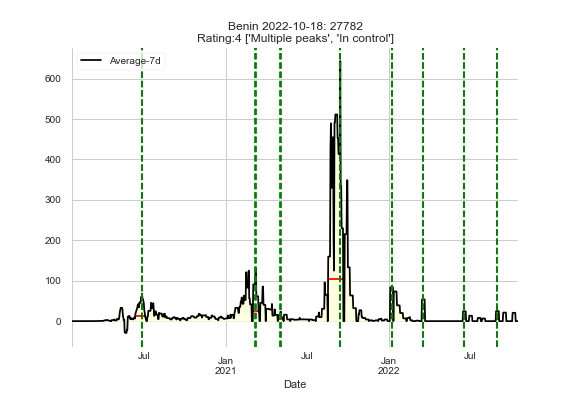 Benin 2022-10-18: 27782
Rating:4 ['Multiple peaks', 'In control']
Average-7d
600
500
400
300
200
100
0
Jul
Jan
2021
Jul
Jan
2022
Jul
Date